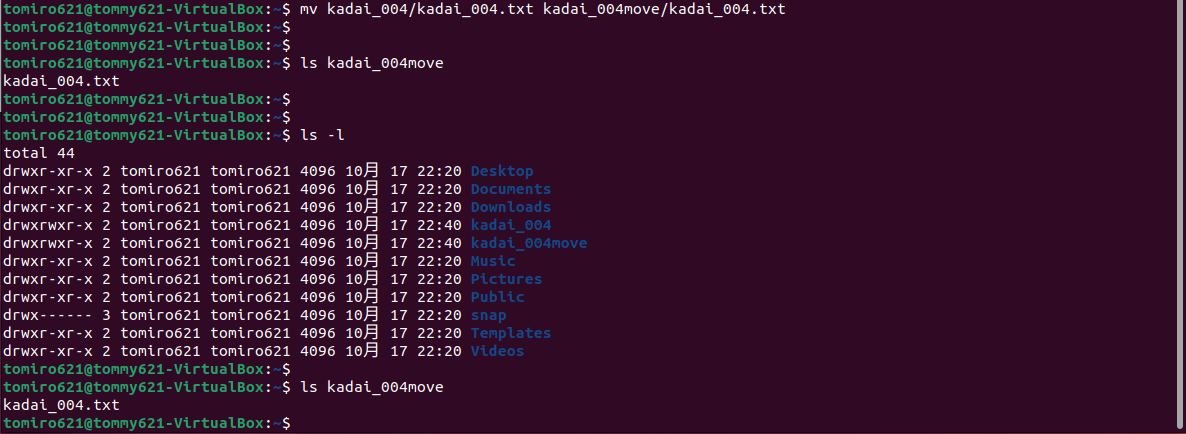 tomiro621@tommy621-VirtualBox:~$ mv kadai_004/kadai_004.txt kadai_004move/kadai_004.txt
tomiro621@tommy621-VirtualBox:~$
tomiro621@tommy621-VirtualBox:~$
tomiro621@tommy621-VirtualBox:~$ ls kadai_004move
kadai_004.txt
tomiro621@tommy621-VirtualBox:~$
tomiro621@tommy621-VirtualBox:~$
tomiro621@tommy621-VirtualBox:~$ ls -l
total 44
drwxr-xr-x 2 tomiro621 tomiro621 4096 10月 17 22:20 Desktop
drwxr-xr-x 2 tomiro621 tomiro621 4096 10月 17 22:20 Documents
drwxr-xr-x 2 tomiro621 tomiro621 4096 10月 17 22:20 Downloads
drwxrwxr-x 2 tomiro621 tomiro621 4096 10月 17 22:40 kadai_004
drwxrwxr-x 2 tomiro621 tomiro621 4096 10月 17 22:40 kadai_004move
drwxr-xr-x 2 tomiro621 tomiro621 4096 10月 17 22:20 Music
drwxr-xr-x 2 tomiro621 tomiro621 4096 10月 17 22:20 Pictures
drwxr-xr-x 2 tomiro621 tomiro621 4096 10月 17 22:20 Public
drwx------ 3 tomiro621 tomiro621 4096 10月 17 22:20 snap
drwxr-xr-x 2 tomiro621 tomiro621 4096 10月 17 22:20 Templates
drwxr-xr-x 2 tomiro621 tomiro621 4096 10月 17 22:20 Videos
tomiro621@tommy621-VirtualBox:~$
tomiro621@tommy621-VirtualBox:~$ ls kadai_004move
kadai_004.txt
tomiro621@tommy621-VirtualBox:~$